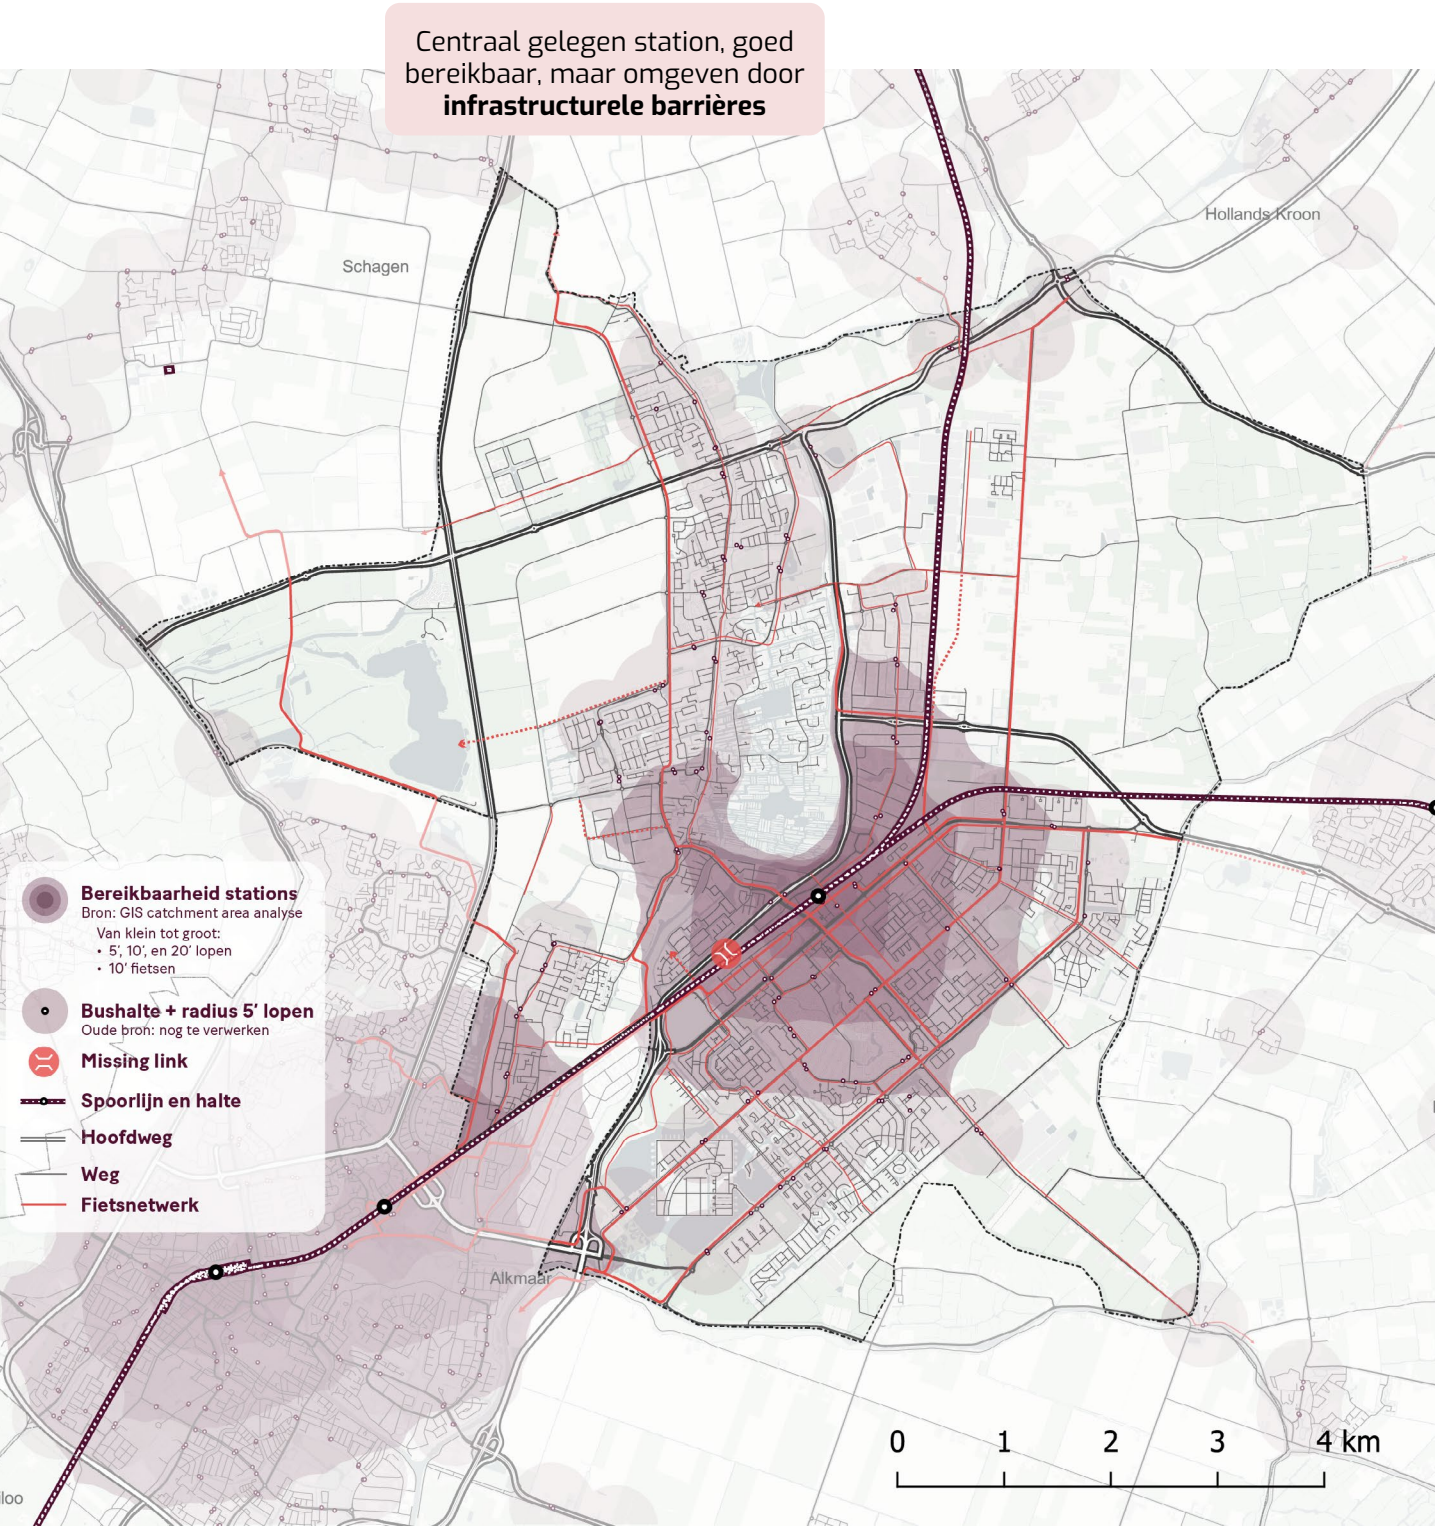 Centraal gelegen station, goed
bereikbaar, maar omgeven door
infrastructurele barrières
Hollands Kroon
Schagen
Bereikbaarheid stations
Bron: GIS catchment area analyse
Van klein tot groot:
• 5', 10', en 20' lopen
• 10' fietsen
Bushalte + radius 5' lopen
Oude bron: nog te verwerken
Missing link
Spoorlijn en halte
Hoofdweg
Weg
Fietsnetwerk
Alkmaar
0 1 2 3 4 km
loo